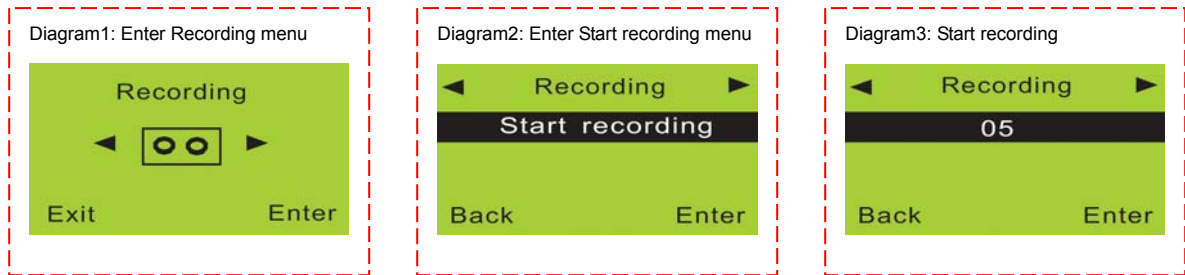 Diagram1: Enter Recording menu
Recording
Exit Enter
Diagram2: Enter Start recording menu
Recording
Start recording
Back Enter
Diagram3: Start recording
Recording
05
Back Enter